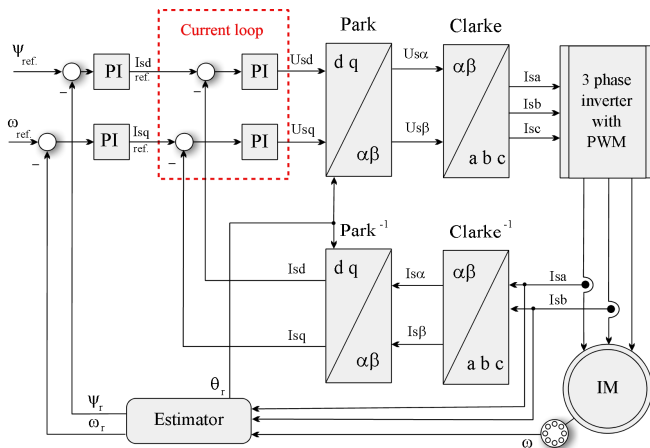 Current loop
Park
Clarke
Ψref.
PI
Isd
ref.
PI
Usd
d q
αβ
Usα
αβ
a b c
Isa
Isb
Isc
3 phase
inverter
with
PWM
ωref.
PI
Isq
ref.
PI
Usq
Usβ
Park-1
Clarke-1
Isd
d q
Isα
αβ
Isa
Isb
Isq
αβ
Isβ
a b c
θr
Ψr
ωr
Estimator
ω
IM